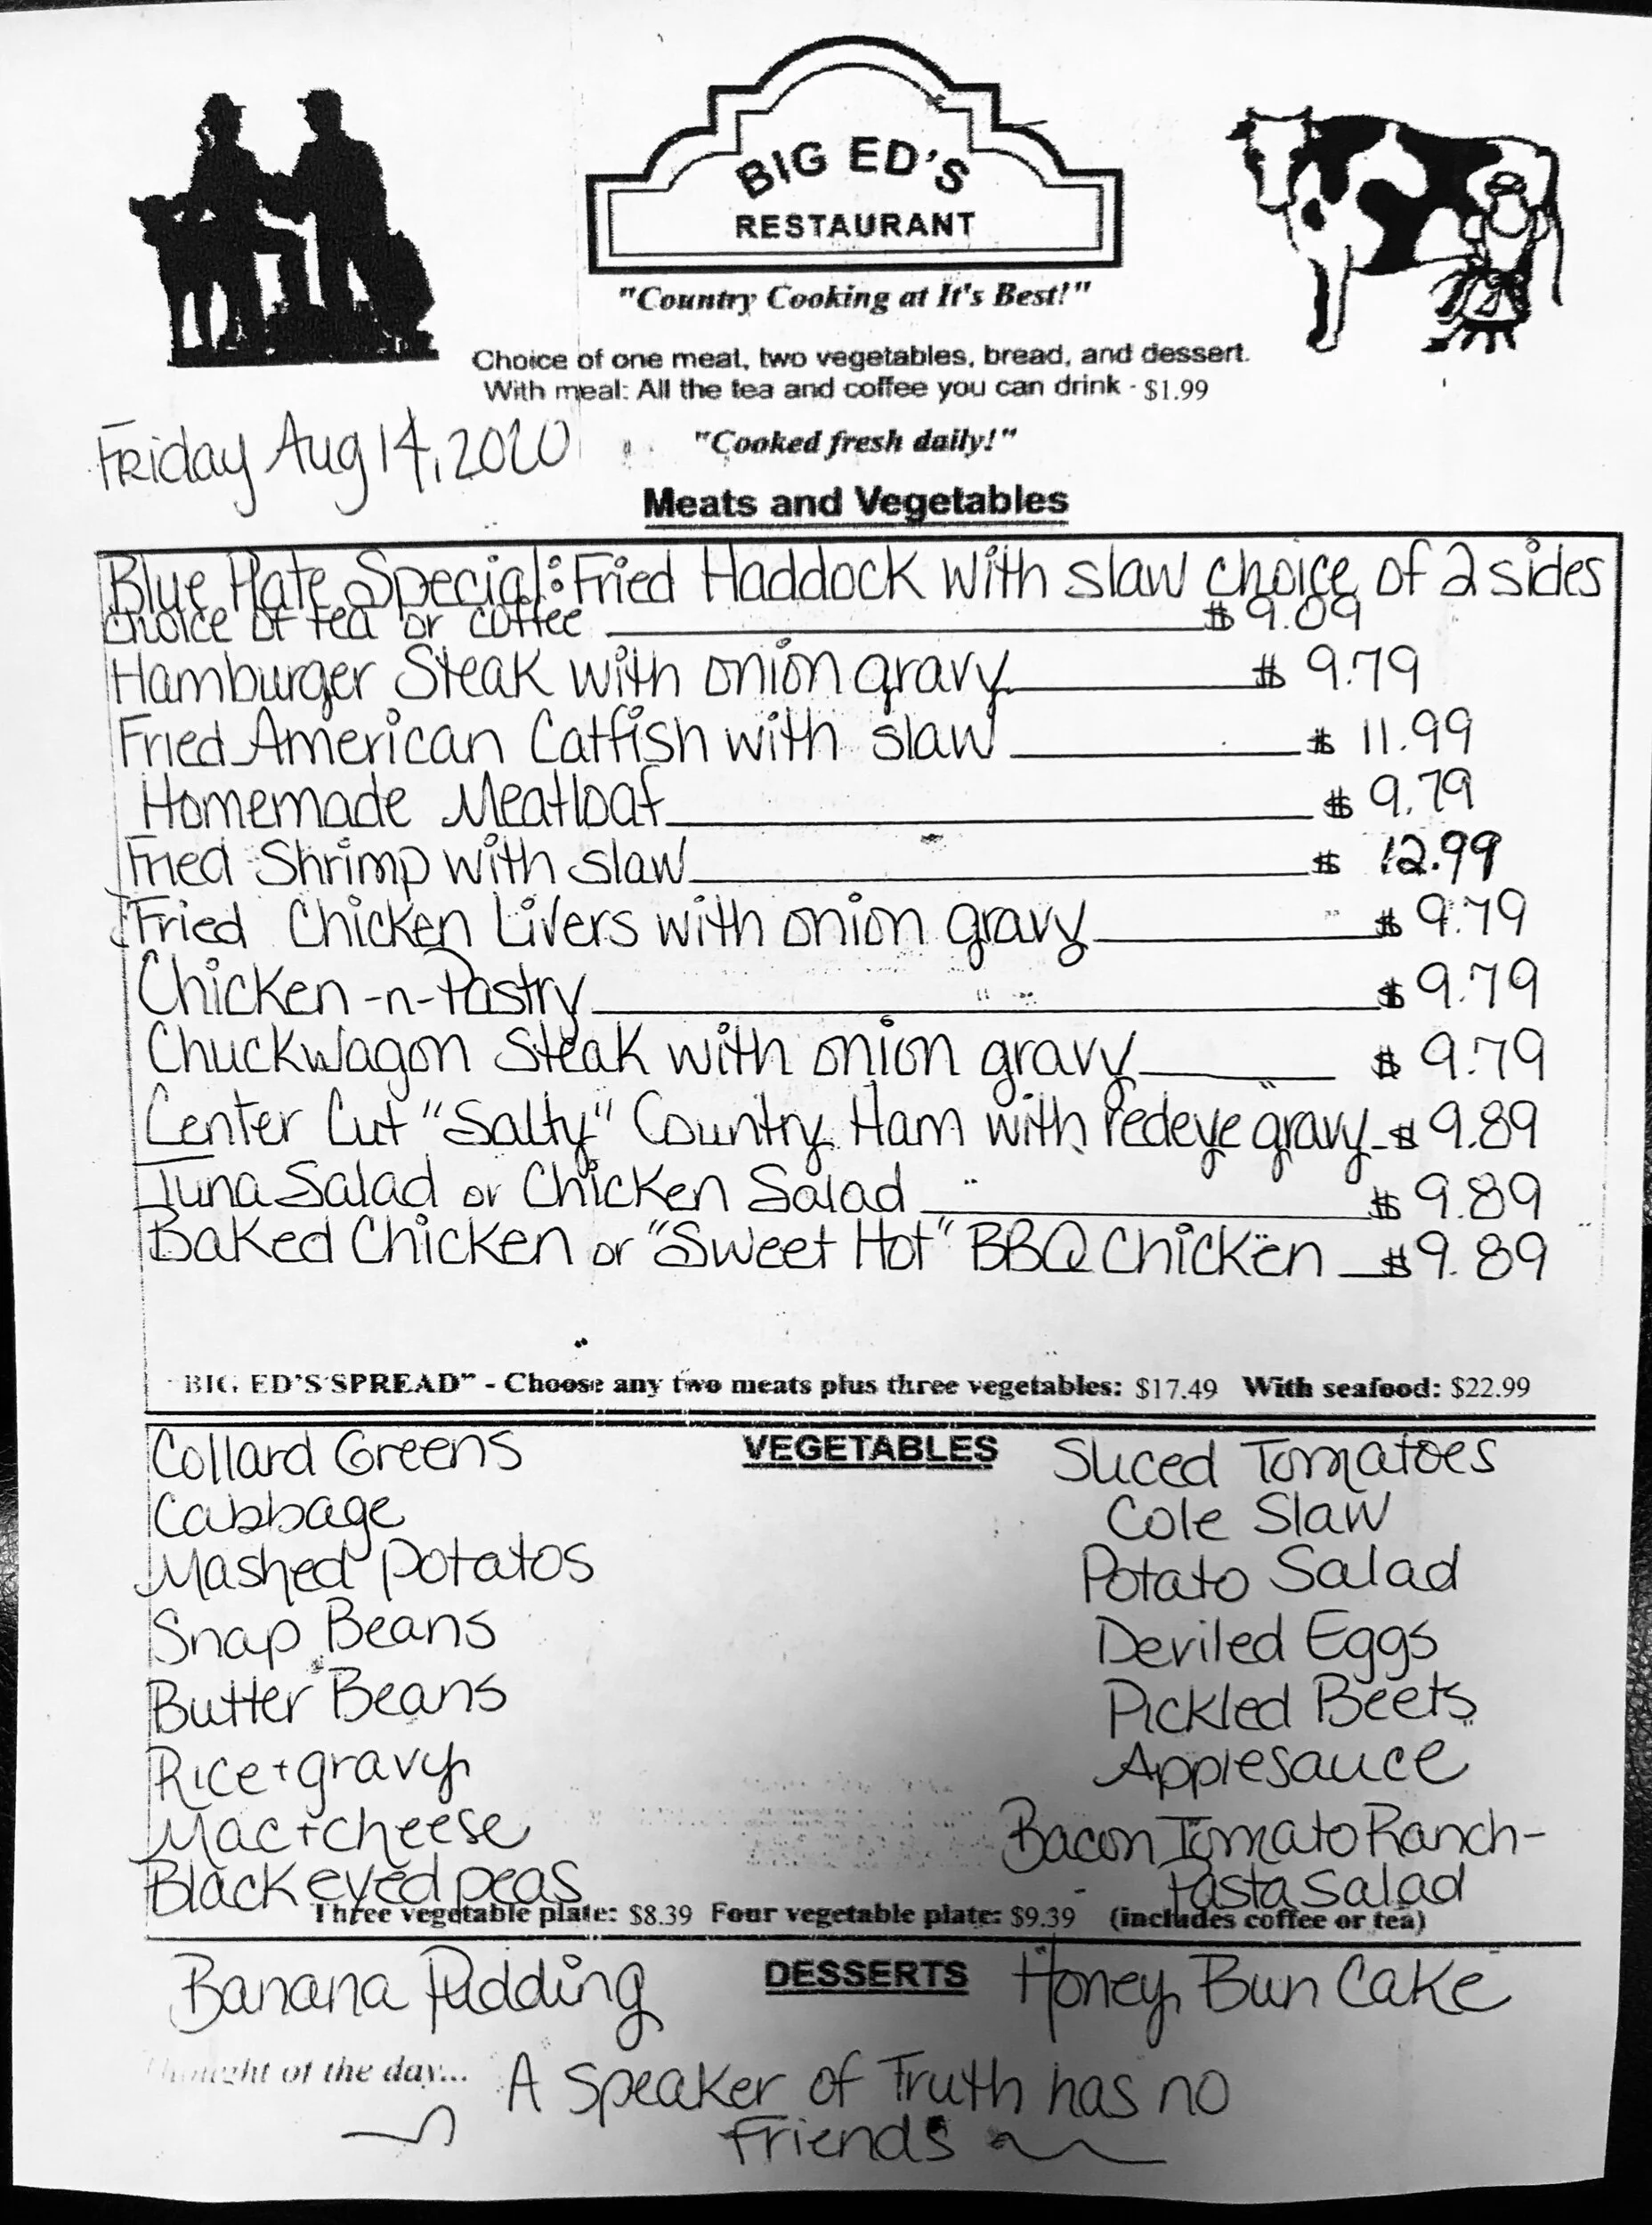 BIG ED'S
RESTAURANT
"Country Cooking at It's Best!"
Choice of one meat, two vegetables, bread, and dessert.
With meal: All the tea and coffee you can drink - $1.99
Friday Aug 14, 2020
"Cooked fresh daily!"
Meats and Vegetables
Blue Plate Special: Fried Haddock with slaw choice of 2 sides
choice of tea or coffee $9.09
Hamburger Steak with onion gravy $9.79
Fried American Catfish with slaw $11.99
Homemade Meatloaf $9.79
Fried Shrimp with slaw $12.99
Fried Chicken Livers with onion gravy $9.79
Chicken-n-Pastry $9.79
Chuckwagon Steak with onion gravy $9.79
Center Cut "Salty" Country Ham with redeye gravy $9.89
Tuna Salad or Chicken Salad $9.89
Baked Chicken or "Sweet Hot" BBQ Chicken $9.89
"BIG ED'S SPREAD" - Choose any two meats plus three vegetables: $17.49 With seafood: $22.99
VEGETABLES
Collard Greens
Cabbage
Mashed Potatos
Snap Beans
Butter Beans
Rice + gravy
Mac + cheese
Black eyed peas
Sliced Tomatoes
Cole Slaw
Potato Salad
Deviled Eggs
Pickled Beets
Applesauce
Bacon Tomato Ranch-
Pasta Salad
Three vegetable plate: $8.39 Four vegetable plate: $9.39 (includes coffee or tea)
Banana Pudding DESSERTS Honey Bun Cake
Thought of the day... A Speaker of Truth has no
Friends